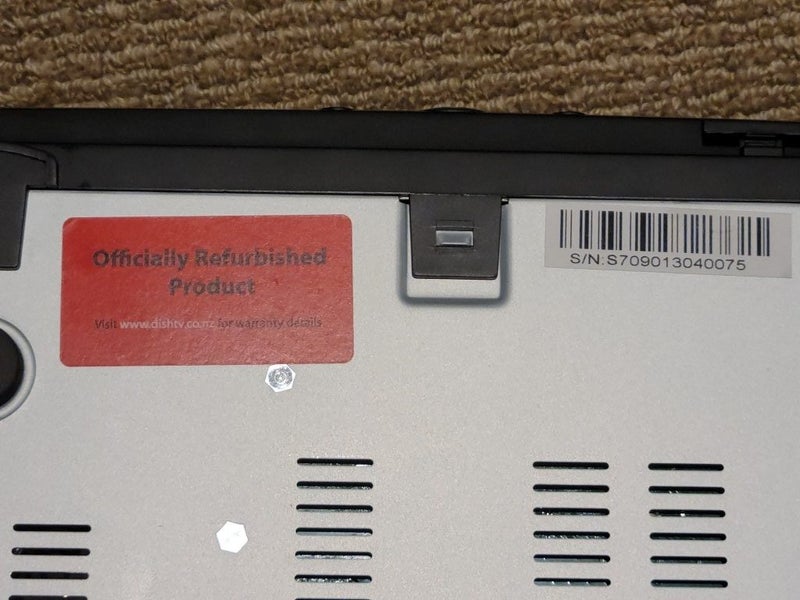 Officially Refurbished
Product
Visit www.dishtv.co.nz for warranty details
S/N:S709013040075